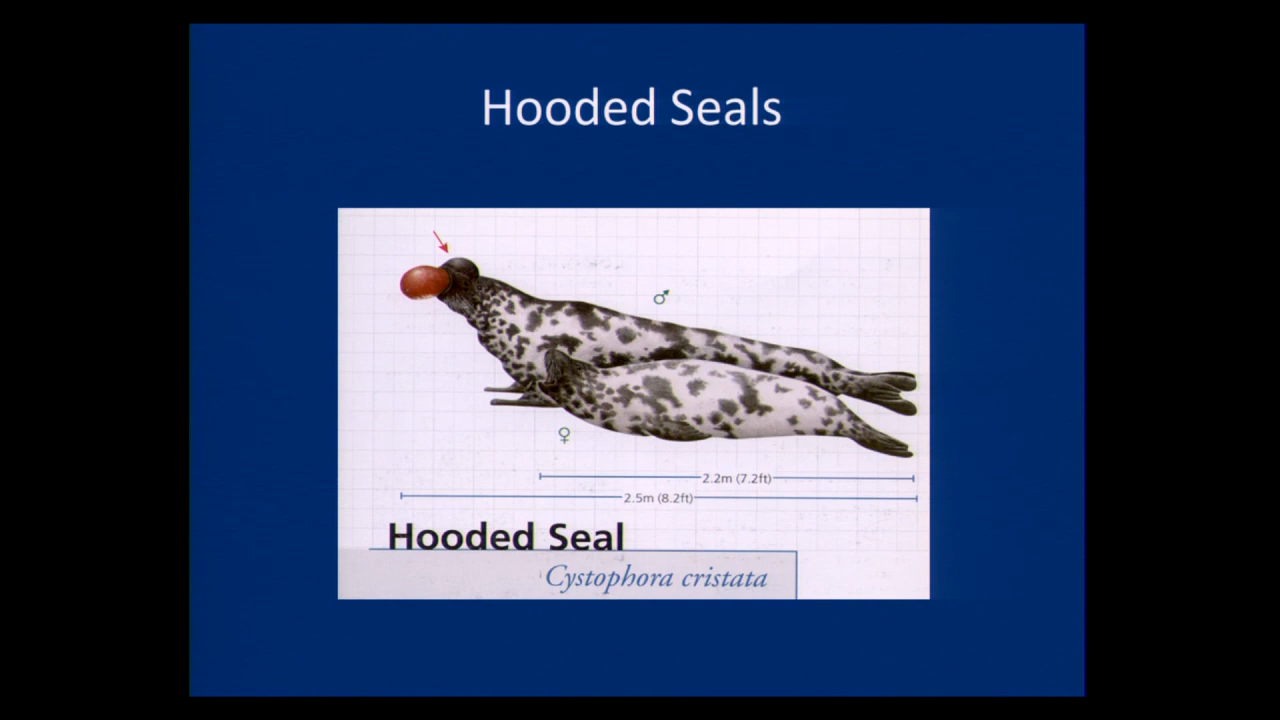 Hooded Seals
♂
♀
2.2m (7.2ft)
2.5m (8.2ft)
Hooded Seal
Cystophora cristata